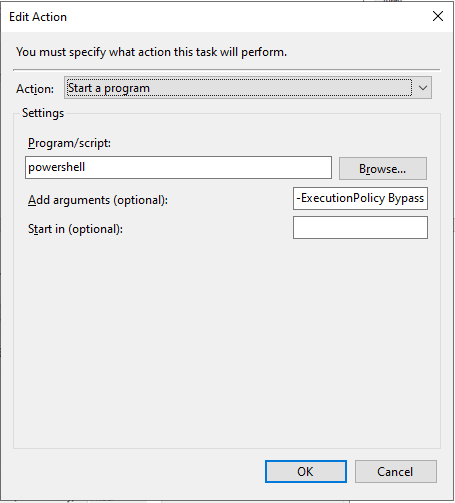 Edit Action
You must specify what action this task will perform.
Action: Start a program
Settings
Program/script:
powershell
Browse...
Add arguments (optional): -ExecutionPolicy Bypass
Start in (optional):
OK Cancel